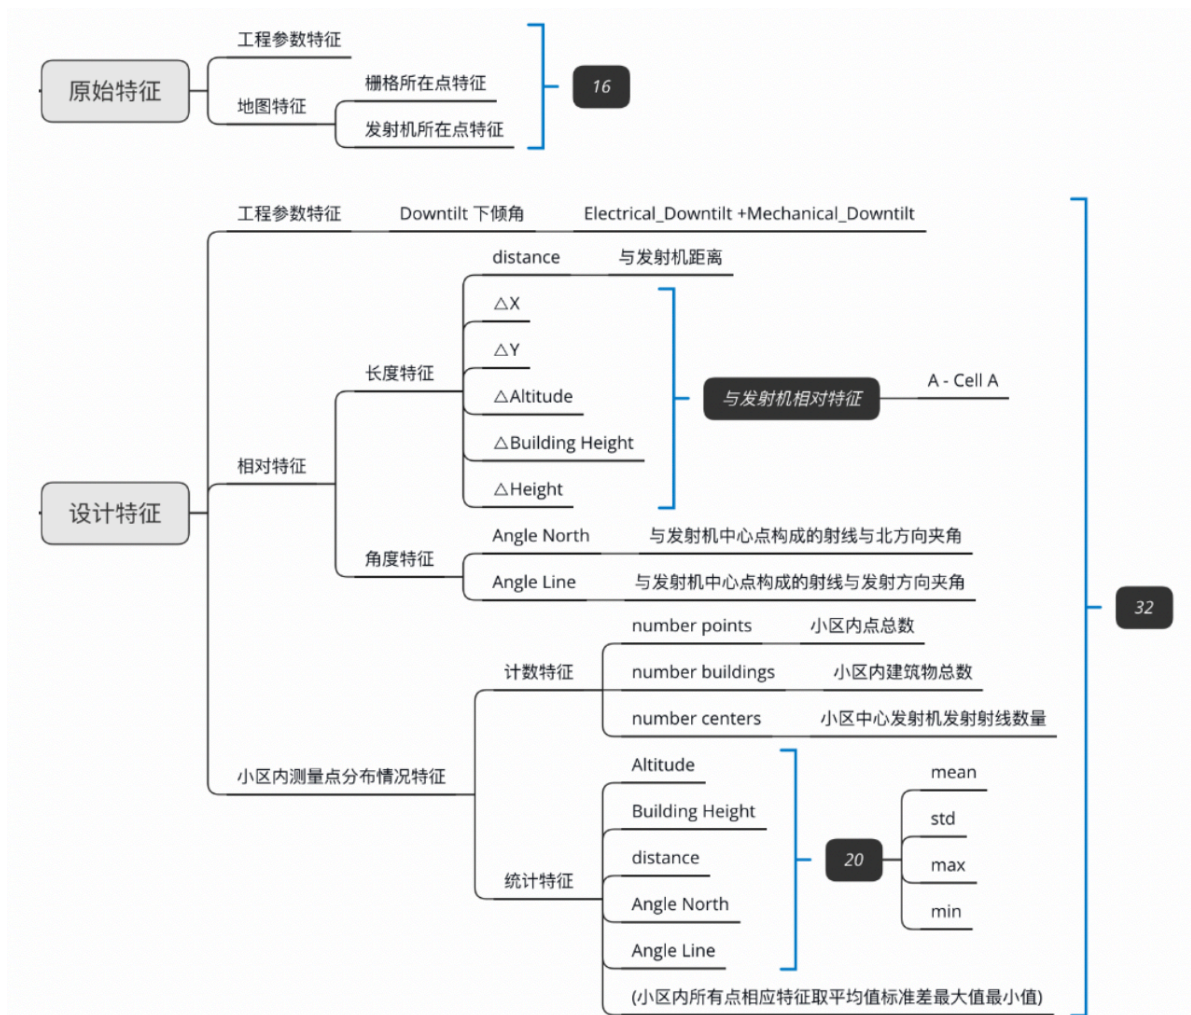 工程参数特征
原始特征
地图特征
栅格所在点特征
发射机所在点特征
16
设计特征
工程参数特征
Downtilt 下倾角
Electrical_Downtilt +Mechanical_Downtilt
相对特征
长度特征
distance
与发射机距离
△X
△Y
△Altitude
△Building Height
△Height
与发射机相对特征
A - Cell A
角度特征
Angle North
与发射机中心点构成的射线与北方向夹角
Angle Line
与发射机中心点构成的射线与发射方向夹角
小区内测量点分布情况特征
计数特征
number points
小区内点总数
number buildings
小区内建筑物总数
number centers
小区中心发射机发射射线数量
统计特征
Altitude
Building Height
distance
Angle North
Angle Line
20
mean
std
max
min
(小区内所有点相应特征取平均值标准差最大值最小值)
32